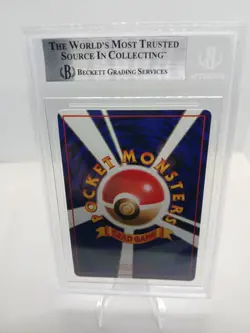 THE WORLD'S MOST TRUSTED
SOURCE IN COLLECTING™
BECKETT GRADING SERVICES
POCKET MONSTERS
CARD GAME